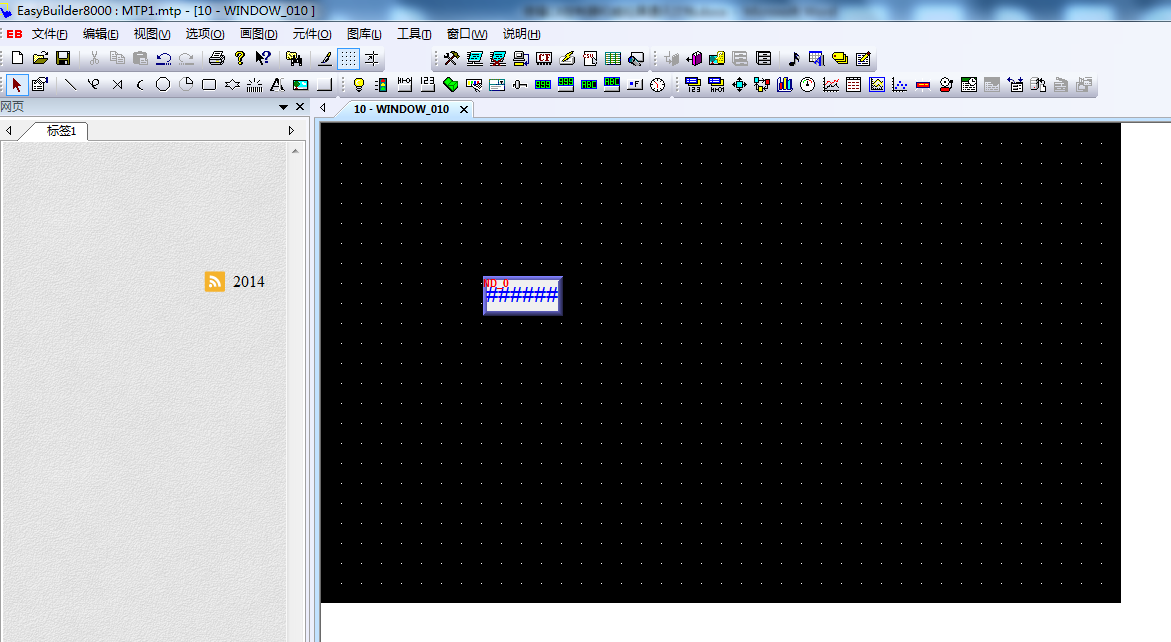 EasyBuilder8000 : MTP1.mtp - [10 - WINDOW_010 ]
EB 文件(F) 编辑(E) 视图(V) 选项(O) 画图(D) 元件(O) 图库(L) 工具(T) 窗口(W) 说明(H)
网页
10 - WINDOW_010
标签1
2014
ND_0
######